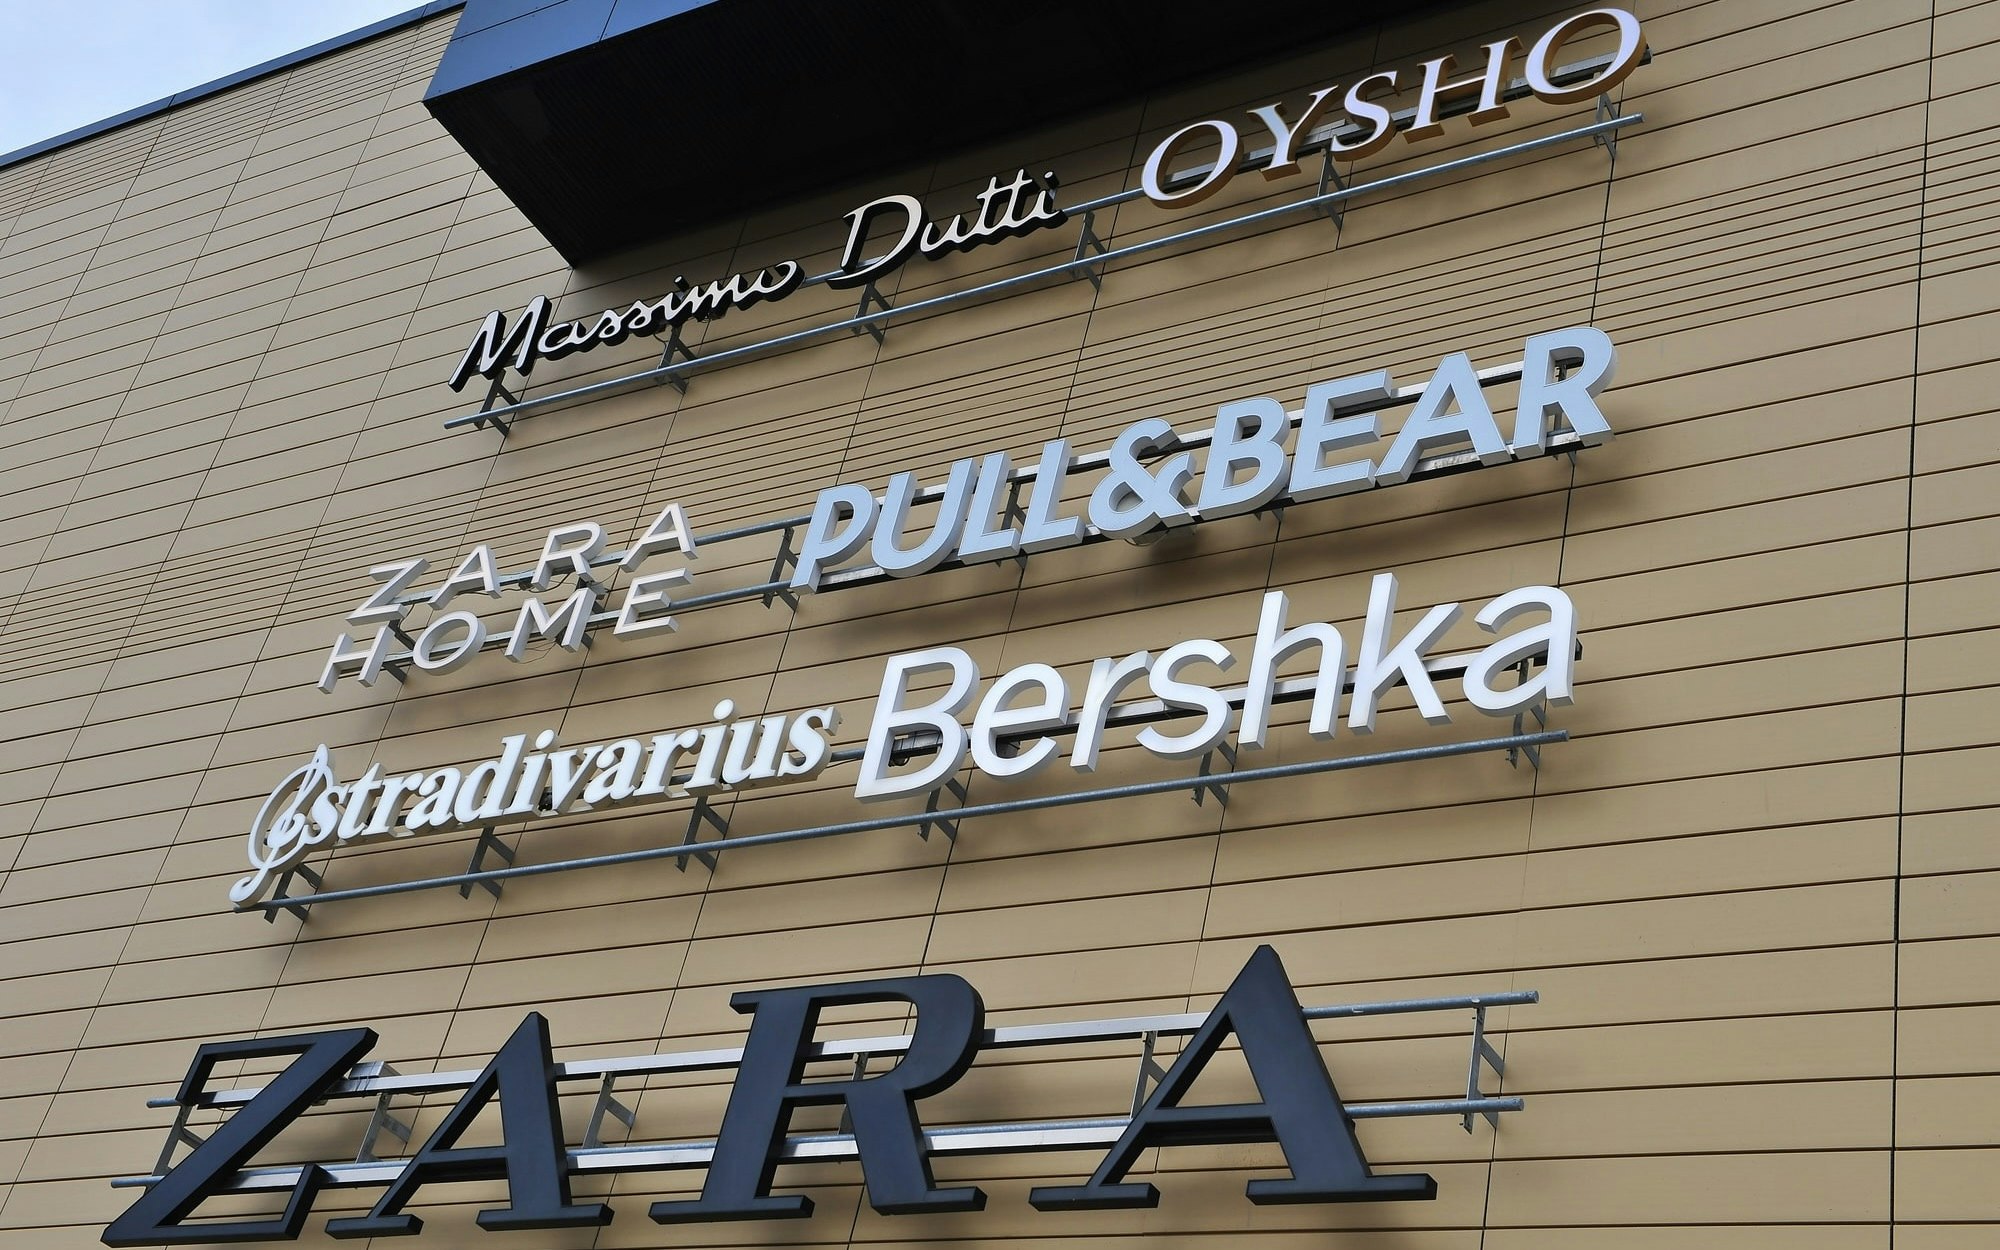 Massimo Dutti OYSHO
ZARA HOME PULL&BEAR
Stradivarius Bershka
ZARA